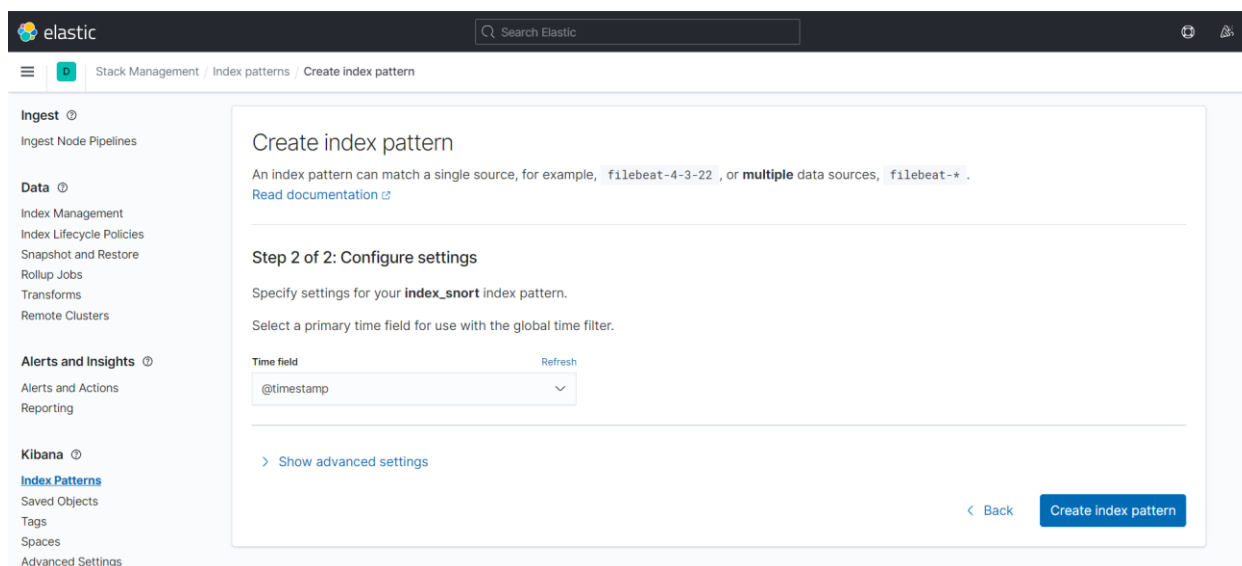 elastic
Search Elastic
D
Stack Management / Index patterns / Create index pattern
Ingest
Ingest Node Pipelines
Data
Index Management
Index Lifecycle Policies
Snapshot and Restore
Rollup Jobs
Transforms
Remote Clusters
Alerts and Insights
Alerts and Actions
Reporting
Kibana
Index Patterns
Saved Objects
Tags
Spaces
Advanced Settings
Create index pattern
An index pattern can match a single source, for example, filebeat-4-3-22 , or multiple data sources, filebeat-* .
Read documentation
Step 2 of 2: Configure settings
Specify settings for your index_snort index pattern.
Select a primary time field for use with the global time filter.
Time field Refresh
@timestamp
Show advanced settings
Back Create index pattern